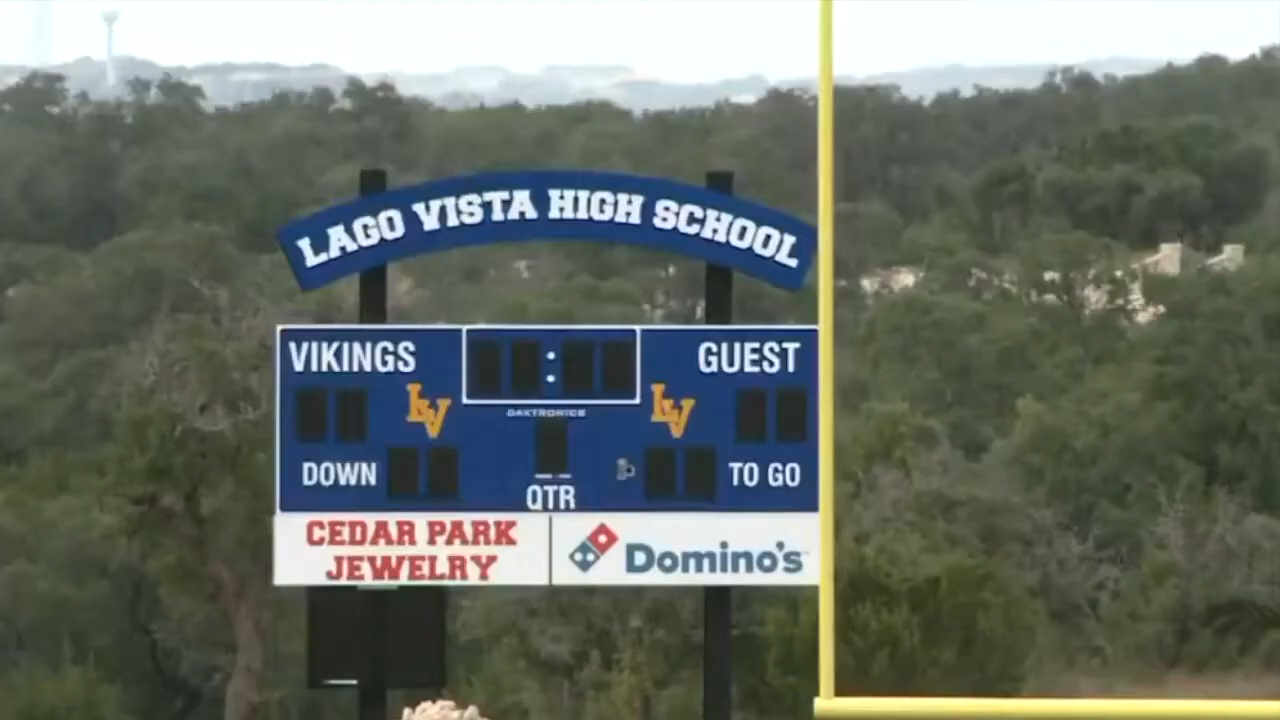 LAGO VISTA HIGH SCHOOL
VIKINGS
GUEST
LV
LV
DAKTRONICS
DOWN
TO GO
QTR
CEDAR PARK
JEWELRY
Domino's